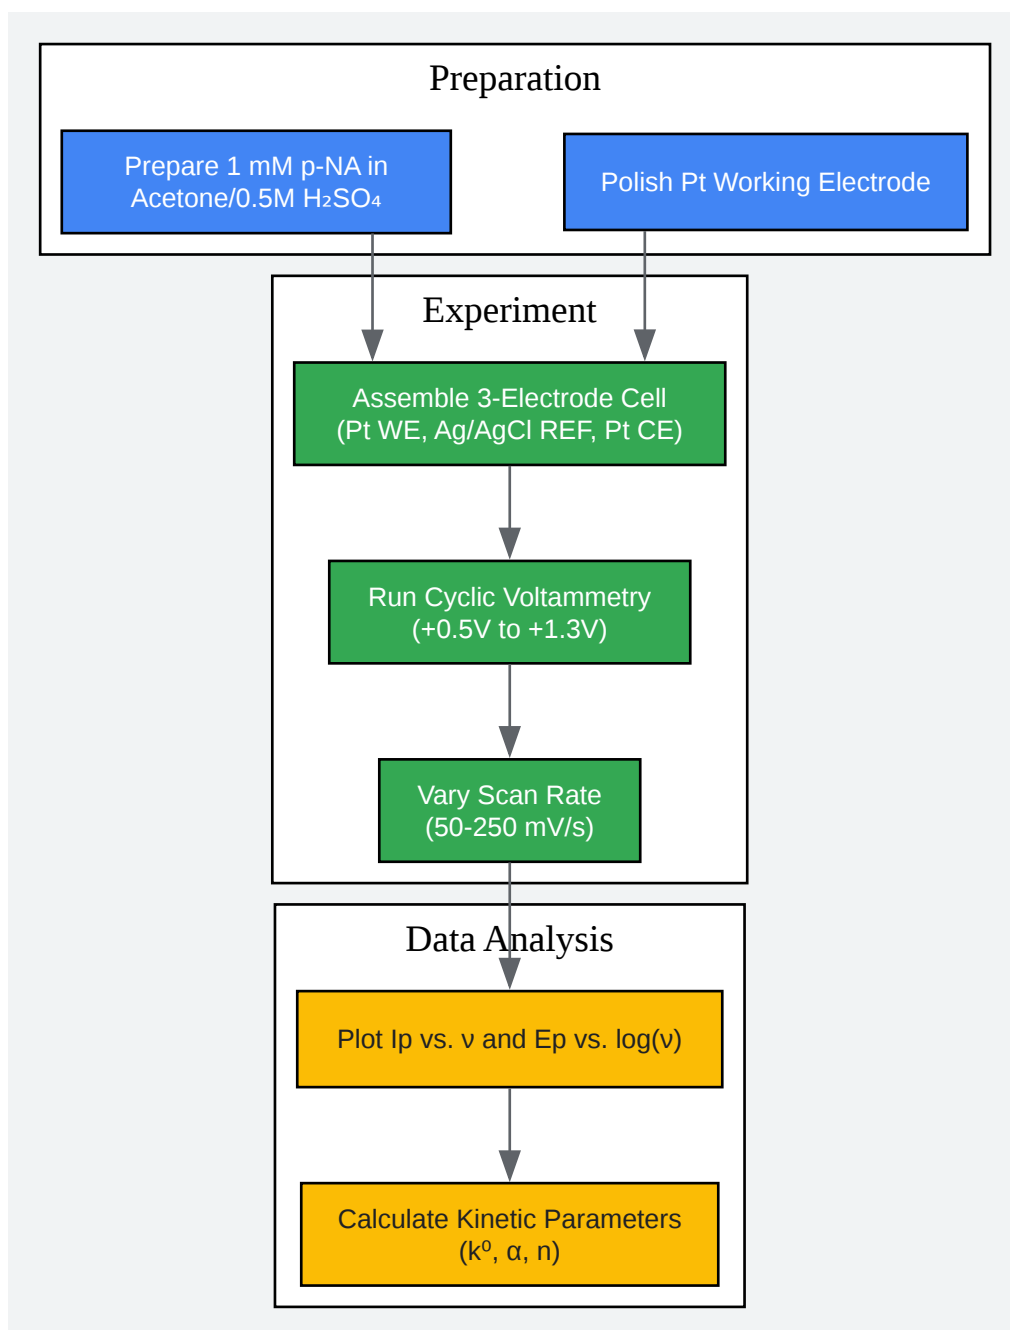 Preparation
Prepare 1 mM p-NA in
Acetone/0.5M H₂SO₄
Polish Pt Working Electrode
Experiment
Assemble 3-Electrode Cell
(Pt WE, Ag/AgCl REF, Pt CE)
Run Cyclic Voltammetry
(+0.5V to +1.3V)
Vary Scan Rate
(50-250 mV/s)
Data Analysis
Plot Ip vs. ν and Ep vs. log(ν)
Calculate Kinetic Parameters
(k⁰, α, n)